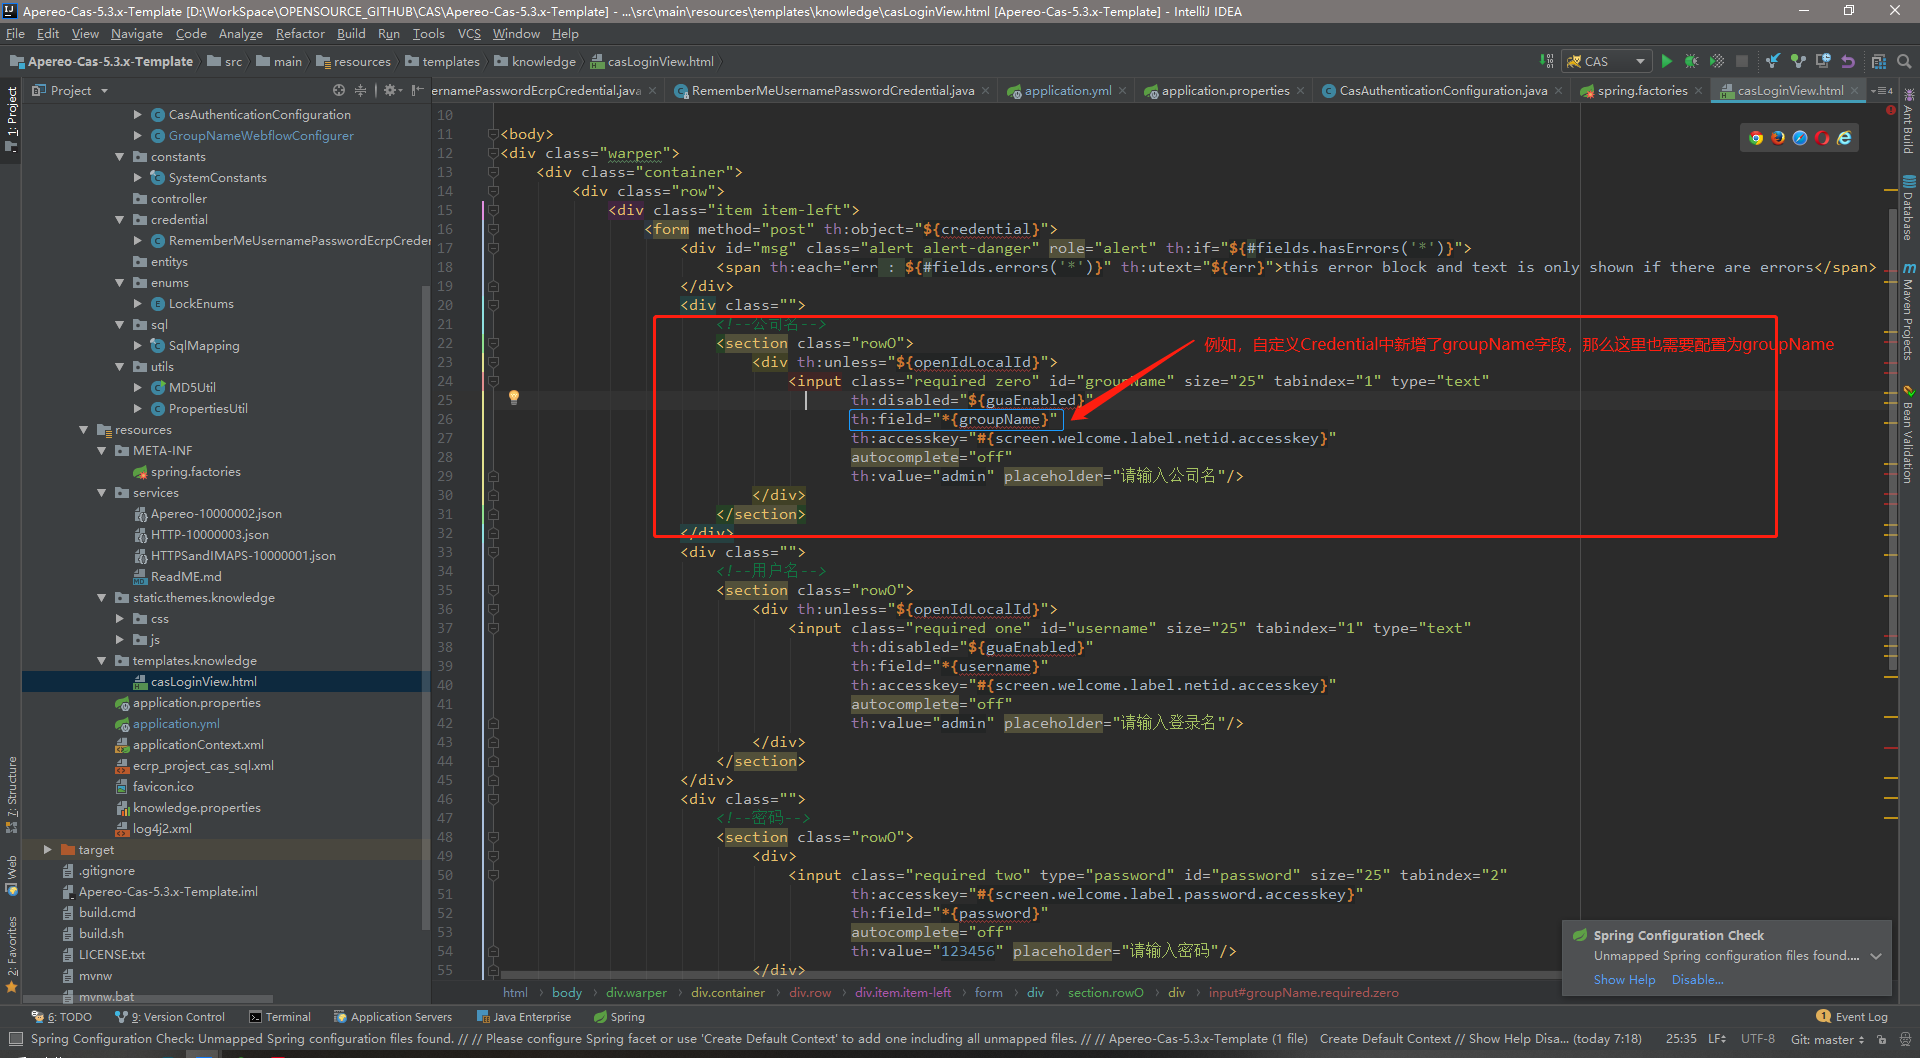 Apereo-Cas-5.3.x-Template [D:\WorkSpace\OPENSOURCE_GITHUB\CAS\Apereo-Cas-5.3.x-Template] - ...\src\main\resources\templates\knowledge\casLoginView.html [Apereo-Cas-5.3.x-Template] - IntelliJ IDEA
File Edit View Navigate Code Analyze Refactor Build Run Tools VCS Window Help
Apereo-Cas-5.3.x-Template src main resources templates knowledge casLoginView.html CAS
Project
ernamePasswordEcrpCredential.java RememberMeUsernamePasswordCredential.java application.yml application.properties CasAuthenticationConfiguration.java spring.factories casLoginView.html
1: Project
7: Structure
Web
2: Favorites
CasAuthenticationConfiguration
GroupNameWebflowConfigurer
constants
SystemConstants
controller
credential
RememberMeUsernamePasswordEcrpCreder
entitys
enums
LockEnums
sql
SqlMapping
utils
MD5Util
PropertiesUtil
resources
META-INF
spring.factories
services
Apereo-10000002.json
HTTP-10000003.json
HTTPSandIMAPS-10000001.json
ReadME.md
static.themes.knowledge
css
js
templates.knowledge
casLoginView.html
application.properties
application.yml
applicationContext.xml
ecrp_project_cas_sql.xml
favicon.ico
knowledge.properties
log4j2.xml
target
.gitignore
Apereo-Cas-5.3.x-Template.iml
build.cmd
build.sh
LICENSE.txt
mvnw
mvnw.bat
10
11 <body>
12 <div class="warper">
13 <div class="container">
14 <div class="row">
15 <div class="item item-left">
16 <form method="post" th:object="${credential}">
17 <div id="msg" class="alert alert-danger" role="alert" th:if="${#fields.hasErrors('*')}">
18 <span th:each="err : ${#fields.errors('*')}" th:utext="${err}">this error block and text is only shown if there are errors</span>
19 </div>
20 <div class="">
21 <!--公司名-->
22 <section class="rowO">
例如，自定义Credential中新增了groupName字段，那么这里也需要配置为groupName
23 <div th:unless="${openIdLocalId}">
24 <input class="required zero" id="groupName" size="25" tabindex="1" type="text"
25 th:disabled="${guaEnabled}"
26 th:field="*{groupName}"
27 th:accesskey="#{screen.welcome.label.netid.accesskey}"
28 autocomplete="off"
29 th:value="admin" placeholder="请输入公司名"/>
30 </div>
31 </section>
32 </div>
33 <div class="">
34 <!--用户名-->
35 <section class="rowO">
36 <div th:unless="${openIdLocalId}">
37 <input class="required one" id="username" size="25" tabindex="1" type="text"
38 th:disabled="${guaEnabled}"
39 th:field="*{username}"
40 th:accesskey="#{screen.welcome.label.netid.accesskey}"
41 autocomplete="off"
42 th:value="admin" placeholder="请输入登录名"/>
43 </div>
44 </section>
45 </div>
46 <div class="">
47 <!--密码-->
48 <section class="rowO">
49 <div>
50 <input class="required two" type="password" id="password" size="25" tabindex="2"
51 th:accesskey="#{screen.welcome.label.password.accesskey}"
52 th:field="*{password}"
53 autocomplete="off"
54 th:value="123456" placeholder="请输入密码"/>
55 </div>
Ant Build
Database
Maven Projects
Bean Validation
Spring Configuration Check
Unmapped Spring configuration files found....
Show Help Disable...
html body div.warper div.container div.row div.item.item-left form div section.rowO div input#groupName.required.zero
6: TODO 9: Version Control Terminal Application Servers Java Enterprise Spring 1 Event Log
Spring Configuration Check: Unmapped Spring configuration files found. // // Please configure Spring facet or use 'Create Default Context' to add one including all unmapped files. // // Apereo-Cas-5.3.x-Template (1 file) Create Default Context // Show Help Disa... (today 7:18) 25:35 LF UTF-8 Git: master